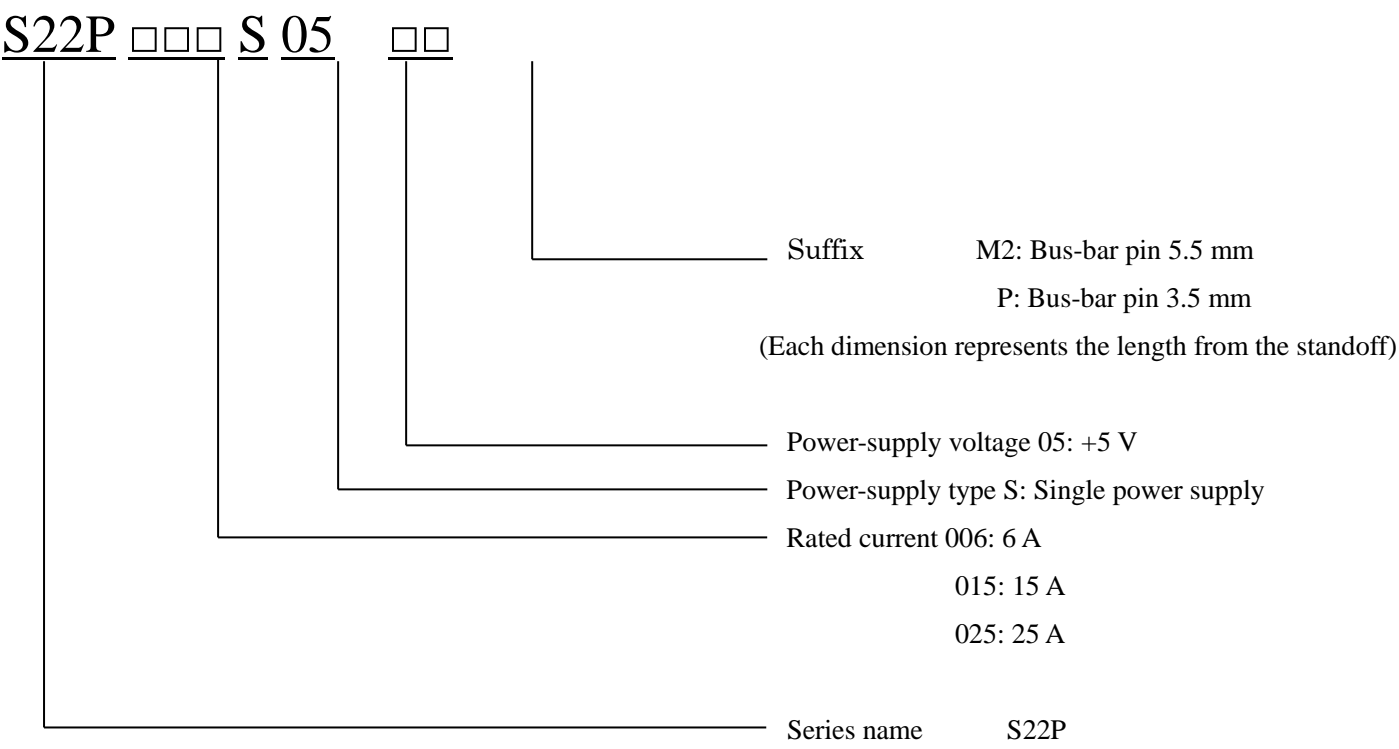 S22P □□□ S 05 □□
Suffix M2: Bus-bar pin 5.5 mm
P: Bus-bar pin 3.5 mm
(Each dimension represents the length from the standoff)
Power-supply voltage 05: +5 V
Power-supply type S: Single power supply
Rated current 006: 6 A
015: 15 A
025: 25 A
Series name S22P